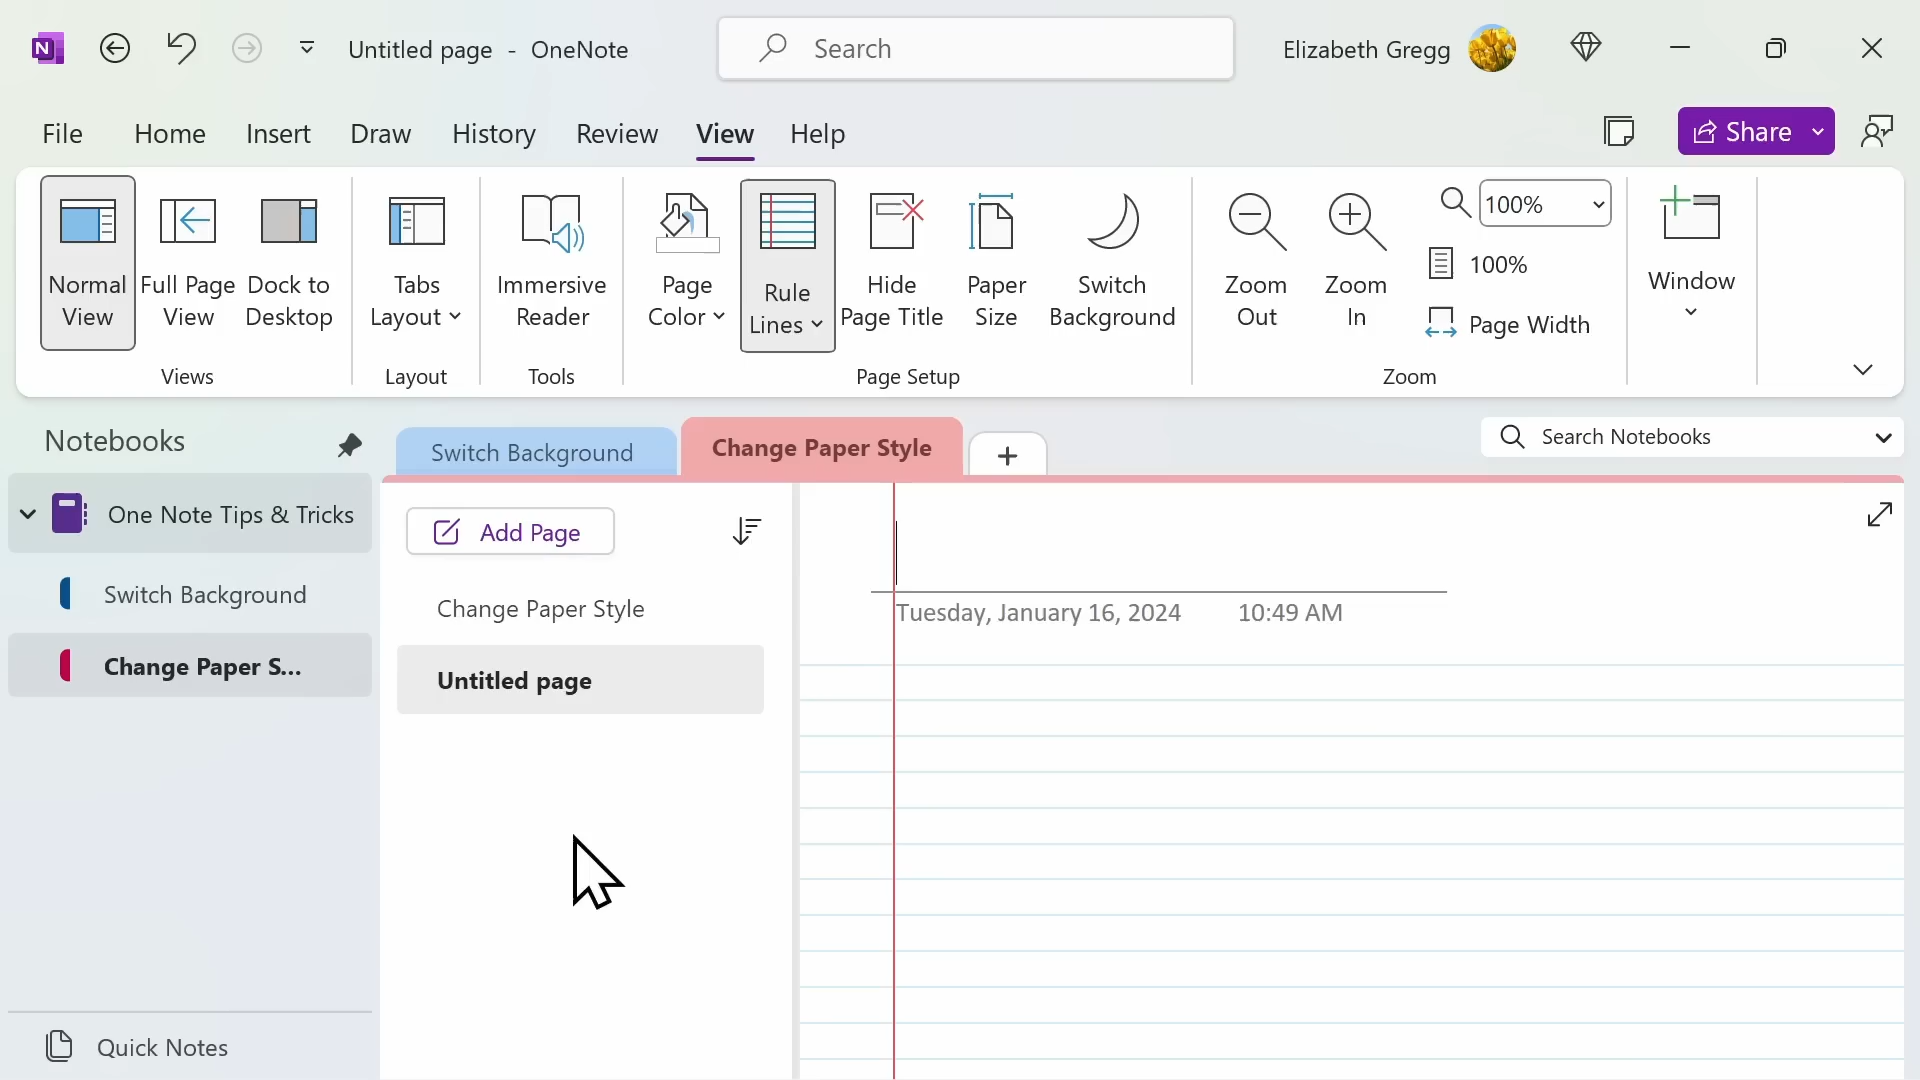 N
Untitled page - OneNote
Search
Elizabeth Gregg
File
Home
Insert
Draw
History
Review
View
Help
Share
Normal
View
Full Page
View
Dock to
Desktop
Views
Tabs
Layout
Layout
Immersive
Reader
Tools
Page
Color
Rule
Lines
Hide
Page Title
Paper
Size
Switch
Background
Page Setup
Zoom
Out
Zoom
In
100%
100%
Page Width
Zoom
Window
Notebooks
Switch Background
Change Paper Style
+
Search Notebooks
One Note Tips & Tricks
Switch Background
Change Paper S...
Quick Notes
Add Page
Change Paper Style
Untitled page
Tuesday, January 16, 2024 10:49 AM